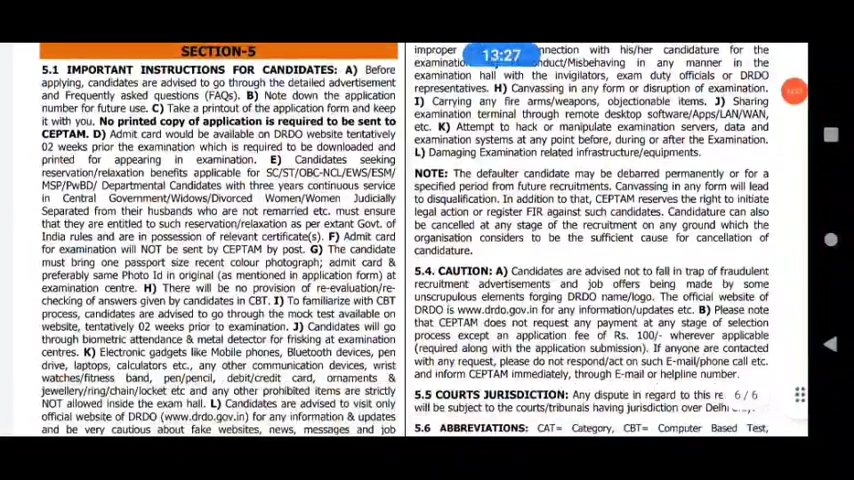 SECTION-5
5.1 IMPORTANT INSTRUCTIONS FOR CANDIDATES: A) Before
applying, candidates are advised to go through the detailed advertisement
and Frequently asked questions (FAQs). B) Note down the application
number for future use. C) Take a printout of the application form and keep
it with you. No printed copy of application is required to be sent to
CEPTAM. D) Admit card would be available on DRDO website tentatively
02 weeks prior the examination which is required to be downloaded and
printed for appearing in examination. E) Candidates seeking
reservation/relaxation benefits applicable for SC/ST/OBC-NCL/EWS/ESM/
MSP/PwBD/ Departmental Candidates with three years continuous service
in Central Government/Widows/Divorced Women/Women Judicially
Separated from their husbands who are not remarried etc. must ensure
that they are entitled to such reservation/relaxation as per extant Govt. of
India rules and are in possession of relevant certificate(s). F) Admit card
for examination will NOT be sent by CEPTAM by post. G) The candidate
must bring one passport size recent colour photograph; admit card &
preferably same Photo Id in original (as mentioned in application form) at
examination centre. H) There will be no provision of re-evaluation/re-
checking of answers given by candidates in CBT. I) To familiarize with CBT
process, candidates are advised to go through the mock test available on
website, tentatively 02 weeks prior to examination. J) Candidates will go
through biometric attendance & metal detector for frisking at examination
centres. K) Electronic gadgets like Mobile phones, Bluetooth devices, pen
drive, laptops, calculators etc., any other communication devices, wrist
watches/fitness band, pen/pencil, debit/credit card, ornaments &
jewellery/ring/chain/locket etc and any other prohibited items are strictly
NOT allowed inside the exam hall. L) Candidates are advised to visit only
official website of DRDO (www.drdo.gov.in) for any information & updates
and be very cautious about fake websites, news, messages and job
improper nnection with his/her candidature for the
13:27
examination nduct/Misbehaving in any manner in the
examination hall with the invigilators, exam duty officials or DRDO
representatives. H) Canvassing in any form or disruption of examination.
I) Carrying any fire arms/weapons, objectionable items. J) Sharing
examination terminal through remote desktop software/Apps/LAN/WAN,
etc. K) Attempt to hack or manipulate examination servers, data and
examination systems at any point before, during or after the Examination.
L) Damaging Examination related infrastructure/equipments.
NOTE: The defaulter candidate may be debarred permanently or for a
specified period from future recruitments. Canvassing in any form will lead
to disqualification. In addition to that, CEPTAM reserves the right to initiate
legal action or register FIR against such candidates. Candidature can also
be cancelled at any stage of the recruitment on any ground which the
organisation considers to be the sufficient cause for cancellation of
candidature.
5.4. CAUTION: A) Candidates are advised not to fall in trap of fraudulent
recruitment advertisements and job offers being made by some
unscrupulous elements forging DRDO name/logo. The official website of
DRDO is www.drdo.gov.in for any information/updates etc. B) Please note
that CEPTAM does not request any payment at any stage of selection
process except an application fee of Rs. 100/- wherever applicable
(required along with the application submission). If anyone are contacted
with any request, please do not respond/act on such E-mail/phone call etc.
and inform CEPTAM immediately, through E-mail or helpline number.
5.5 COURTS JURISDICTION: Any dispute in regard to this re
6 / 6
will be subject to the courts/tribunals having jurisdiction over Delhi
5.6 ABBREVIATIONS: CAT= Category, CBT= Computer Based Test,